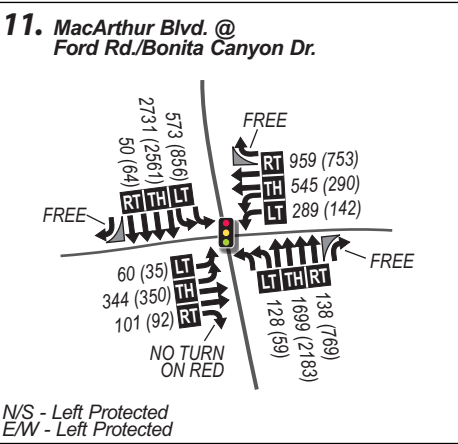 11. MacArthur Blvd. @
Ford Rd./Bonita Canyon Dr.
50 (64)
2731 (2561)
573 (856)
RT TH LT
FREE
FREE
RT 959 (753)
TH 545 (290)
LT 289 (142)
60 (35) LT
344 (350) TH
101 (92) RT
NO TURN
ON RED
FREE
LT TH RT
128 (59)
1699 (2183)
138 (769)
N/S - Left Protected
E/W - Left Protected